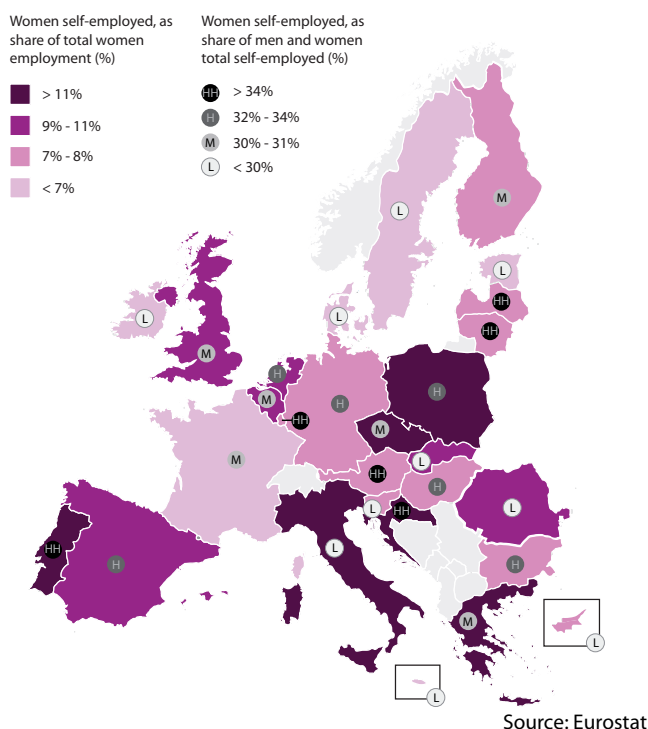 Women self-employed, as
share of total women
employment (%)
> 11%
9% - 11%
7% - 8%
< 7%
Women self-employed, as
share of men and women
total self-employed (%)
HH > 34%
H 32% - 34%
M 30% - 31%
L < 30%
M
L
L
HH
L
L
HH
M
H
H
H
M
HH
M
M
L
HH
H
L
HH
L
HH
H
L
H
M
L
L
Source: Eurostat